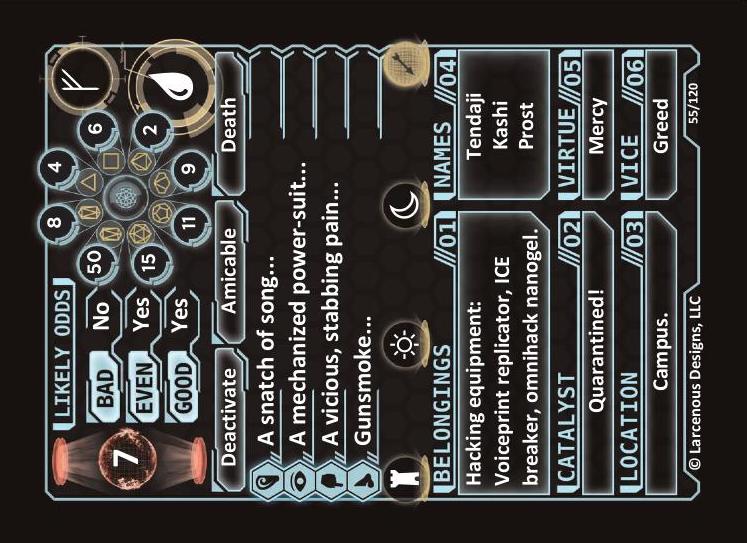 7
LIKELY ODDS
BAD No
EVEN Yes
GOOD Yes
50
8
4
6
2
9
11
15
Deactivate
Amicable
Death
A snatch of song...
A mechanized power-suit...
A vicious, stabbing pain...
Gunsmoke...
BELONGINGS //01
Hacking equipment:
Voiceprint replicator, ICE
breaker, omnihack nanogel.
NAMES //04
Tendaji
Kashi
Prost
CATALYST //02
Quarantined!
VIRTUE //05
Mercy
LOCATION //03
Campus.
VICE //06
Greed
© Larcenous Designs, LLC
55/120